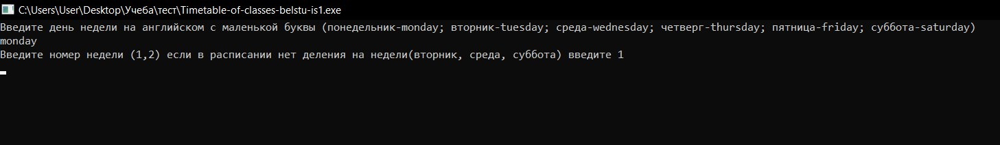 C:\Users\User\Desktop\Учеба\тест\Timetable-of-classes-belstu-is1.exe
Введите день недели на английском с маленькой буквы (понедельник-monday; вторник-tuesday; среда-wednesday; четверг-thursday; пятница-friday; суббота-saturday)
monday
Введите номер недели (1,2) если в расписании нет деления на недели(вторник, среда, суббота) введите 1